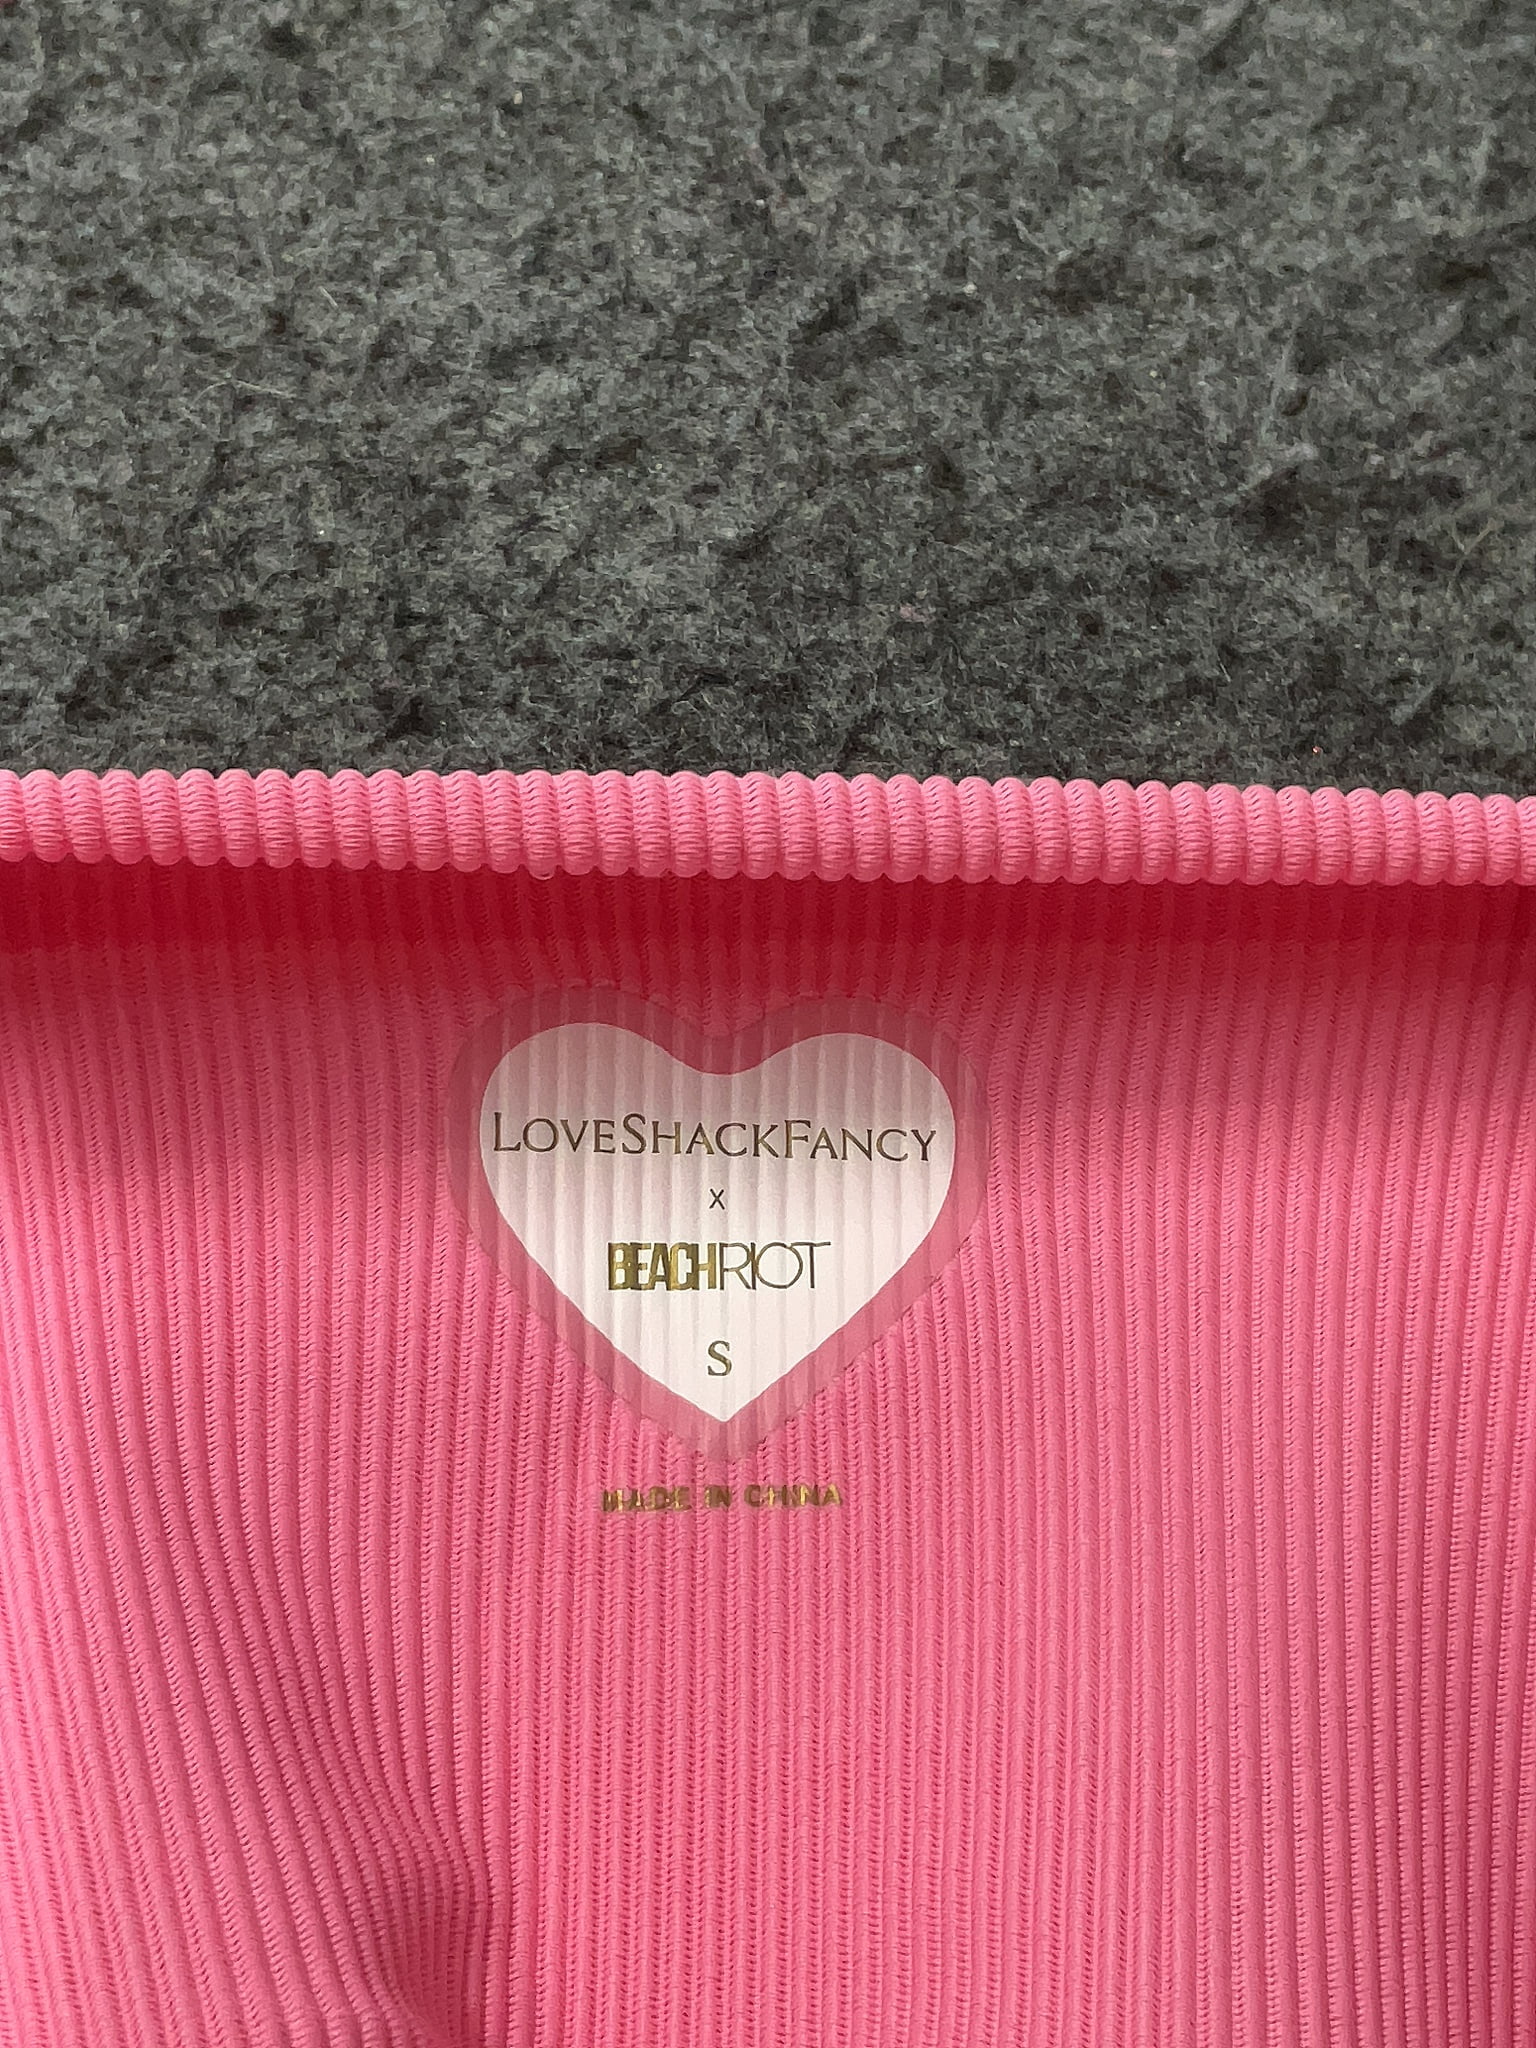 LOVESHACKFANCY
x
BEACHRIOT
S
MADE IN CHINA